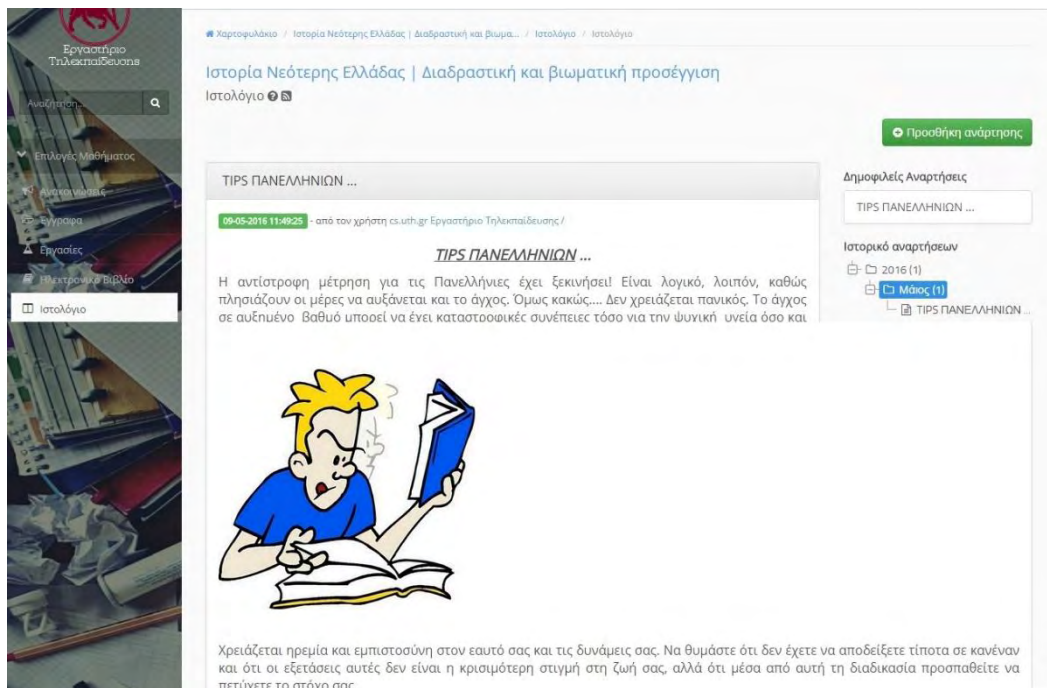 Εργαστήριο
Τηλεκπαίδευσης
Αναζήτηση...
Επιλογές Μαθήματος
Ανακοινώσεις
Έγγραφα
Εργασίες
Ηλεκτρονικό Βιβλίο
Ιστολόγιο
Χαρτοφυλάκιο / Ιστορία Νεότερης Ελλάδας | Διαδραστική και βιωμα... / Ιστολόγιο / Ιστολόγιο
Ιστορία Νεότερης Ελλάδας | Διαδραστική και βιωματική προσέγγιση
Ιστολόγιο
Προσθήκη ανάρτησης
TIPS ΠΑΝΕΛΛΗΝΙΩΝ ...
09-05-2016 11:49:25 - από τον χρήστη cs.uth.gr Εργαστήριο Τηλεκπαίδευσης /
TIPS ΠΑΝΕΛΛΗΝΙΩΝ ...
Η αντίστροφη μέτρηση για τις Πανελλήνιες έχει ξεκινήσει! Είναι λογικό, λοιπόν, καθώς
πλησιάζουν οι μέρες να αυξάνεται και το άγχος. Όμως κακώς.... Δεν χρειάζεται πανικός. Το άγχος
σε αυξημένο βαθμό μπορεί να έχει καταστροφικές συνέπειες τόσο για την ψυχική υγεία όσο και
Δημοφιλείς Αναρτήσεις
TIPS ΠΑΝΕΛΛΗΝΙΩΝ ...
Ιστορικό αναρτήσεων
2016 (1)
Μάιος (1)
TIPS ΠΑΝΕΛΛΗΝΙΩΝ ...
Χρειάζεται ηρεμία και εμπιστοσύνη στον εαυτό σας και τις δυνάμεις σας. Να θυμάστε ότι δεν έχετε να αποδείξετε τίποτα σε κανέναν
και ότι οι εξετάσεις αυτές δεν είναι η κρισιμότερη στιγμή στη ζωή σας, αλλά ότι μέσα από αυτή τη διαδικασία προσπαθείτε να
πετύχετε το στόχο σας